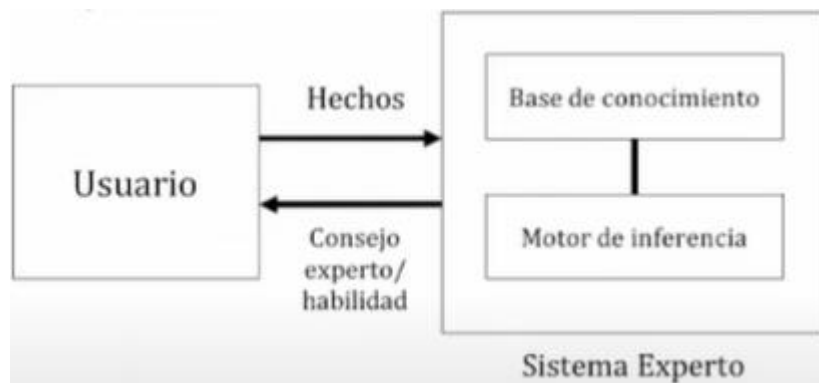 Usuario
Hechos
Consejo
experto/
habilidad
Base de conocimiento
Motor de inferencia
Sistema Experto